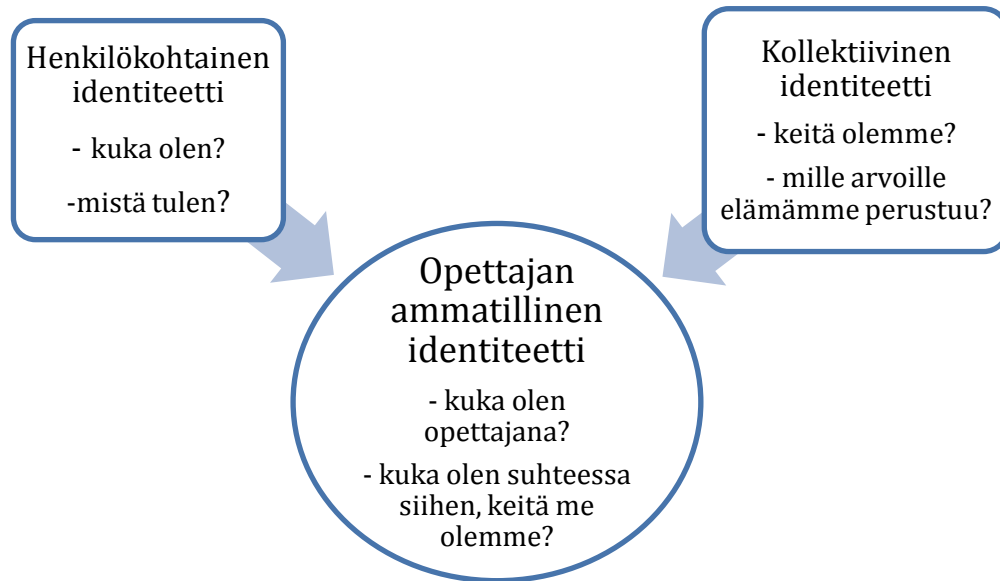 Henkilökohtainen
identiteetti
- kuka olen?
-mistä tulen?
Kollektiivinen
identiteetti
- keitä olemme?
- mille arvoille
elämämme perustuu?
Opettajan
ammatillinen
identiteetti
- kuka olen
opettajana?
- kuka olen suhteessa
siihen, keitä me
olemme?